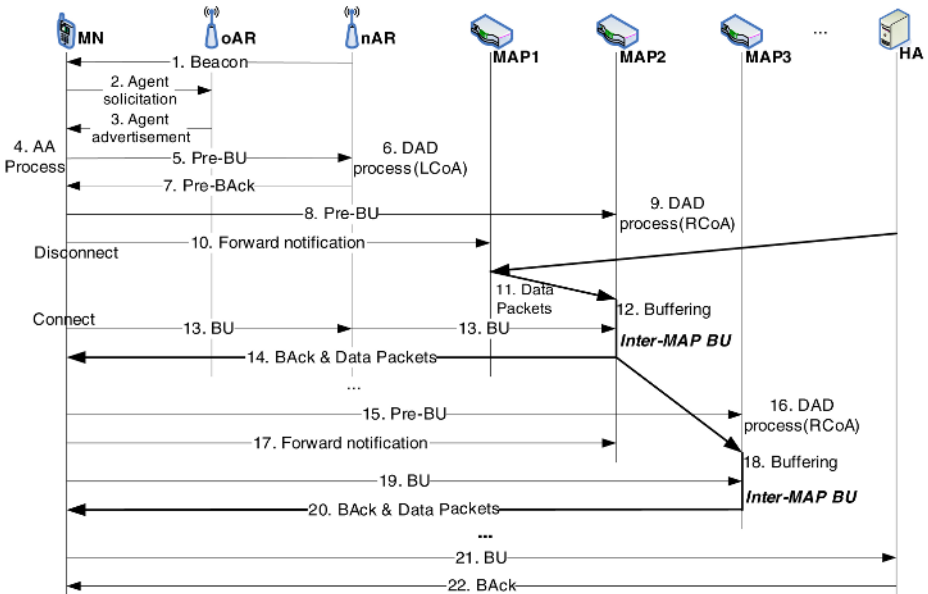 MN
oAR
nAR
MAP1
MAP2
MAP3
...
HA
1. Beacon
2. Agent
solicitation
3. Agent
advertisement
4. AA
Process
5. Pre-BU
6. DAD
process(LCoA)
7. Pre-BAck
8. Pre-BU
9. DAD
process(RCoA)
10. Forward notification
Disconnect
11. Data
Packets
12. Buffering
Connect
13. BU
13. BU
Inter-MAP BU
14. BAck & Data Packets
...
15. Pre-BU
16. DAD
process(RCoA)
17. Forward notification
18. Buffering
19. BU
Inter-MAP BU
20. BAck & Data Packets
...
21. BU
22. BAck